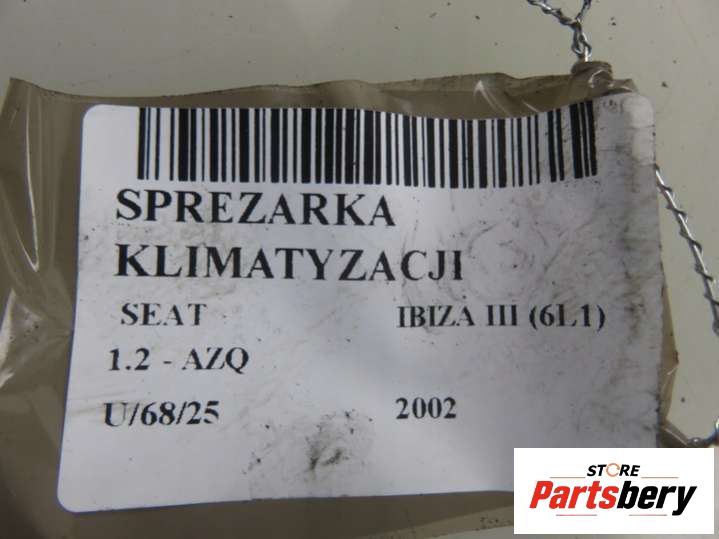 SPREZARKA
KLIMATYZACJI
SEAT IBIZA III (6L1)
1.2 - AZQ
U/68/25 2002
STORE
Partsbery